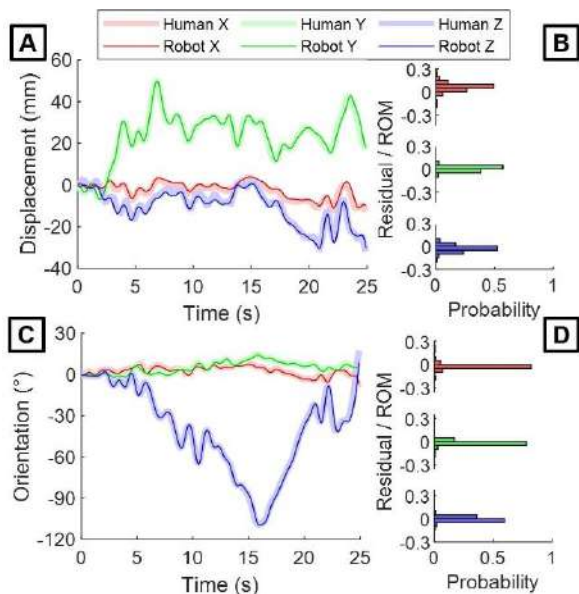 Human X Human Y Human Z
Robot X Robot Y Robot Z
A
B
Displacement (mm)
60
40
20
0
-20
-40
0 5 10 15 20 25
Time (s)
Residual / ROM
0.3
0
-0.3
0.3
0
-0.3
0.3
0
-0.3
0 0.5 1
Probability
C
D
Orientation (°)
30
0
-30
-60
-90
-120
0 5 10 15 20 25
Time (s)
Residual / ROM
0.3
0
-0.3
0.3
0
-0.3
0.3
0
-0.3
0 0.5 1
Probability